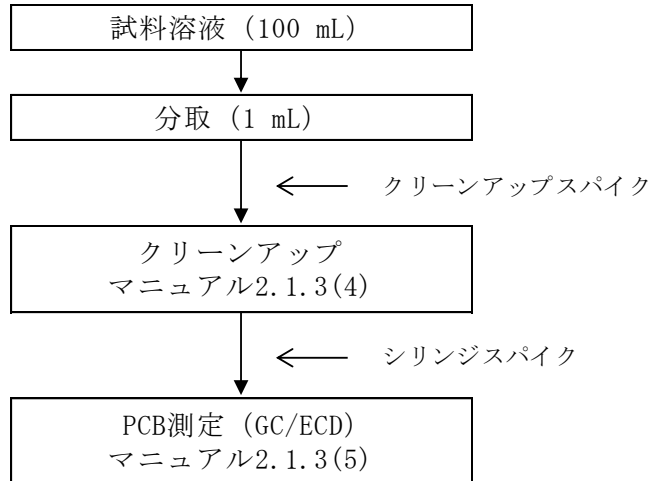 試料溶液 (100 mL)
分取 (1 mL)
クリーンアップスパイク
クリーンアップ
マニュアル2.1.3(4)
シリンジスパイク
PCB測定 (GC/ECD)
マニュアル2.1.3(5)